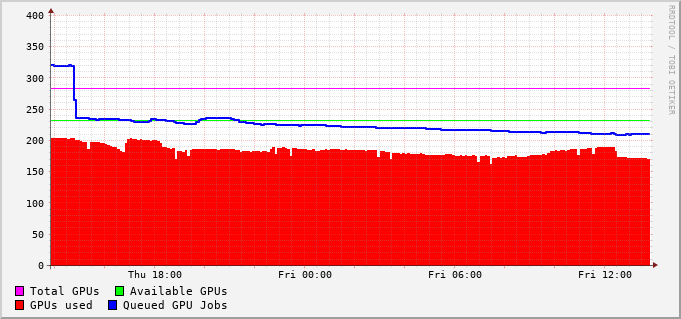 RRDTOOL / TOBI OETIKER
400
350
300
250
200
150
100
50
0
Thu 18:00 Fri 00:00 Fri 06:00 Fri 12:00
Total GPUs Available GPUs
GPUs used Queued GPU Jobs